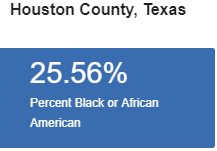 Houston County, Texas
25.56%
Percent Black or African
American